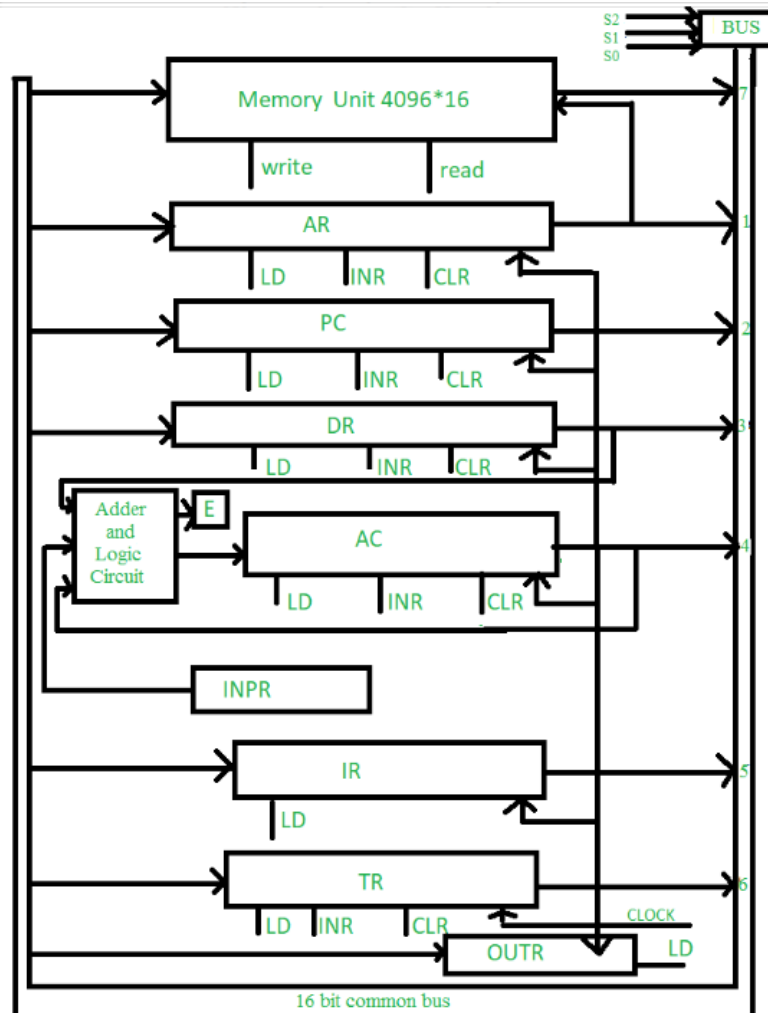 S2
S1
S0
BUS
Memory Unit 4096*16
7
write
read
AR
1
LD
INR
CLR
PC
2
LD
INR
CLR
DR
3
LD
INR
CLR
Adder
and
Logic
Circuit
E
AC
4
LD
INR
CLR
INPR
IR
5
LD
TR
6
LD
INR
CLR
CLOCK
OUTR
LD
16 bit common bus